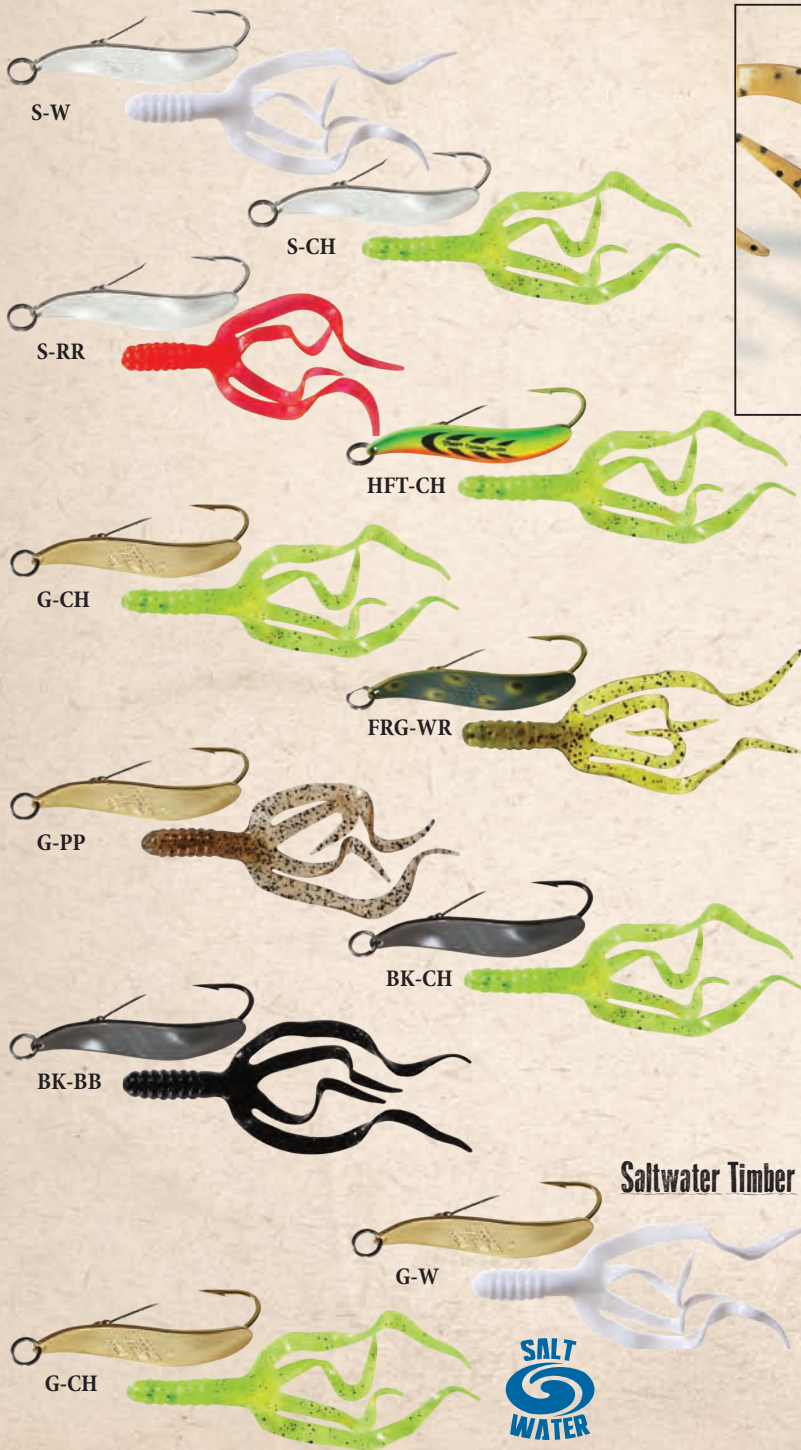 S-W
S-CH
S-RR
HFT-CH
G-CH
FRG-WR
G-PP
BK-CH
BK-BB
Saltwater Timber
G-W
G-CH
SALT
WATER